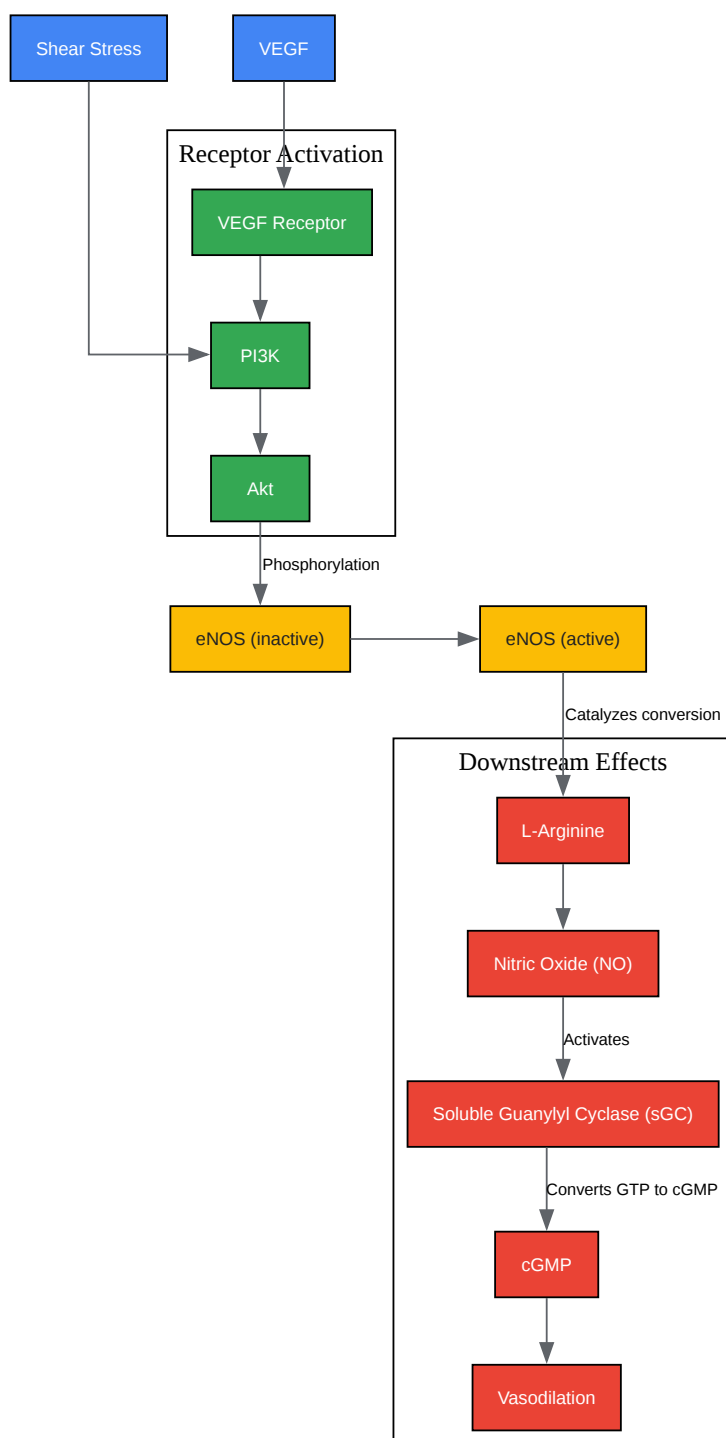 Shear Stress
VEGF
Receptor Activation
VEGF Receptor
PI3K
Akt
Phosphorylation
eNOS (inactive)
eNOS (active)
Catalyzes conversion
Downstream Effects
L-Arginine
Nitric Oxide (NO)
Activates
Soluble Guanylyl Cyclase (sGC)
Converts GTP to cGMP
cGMP
Vasodilation